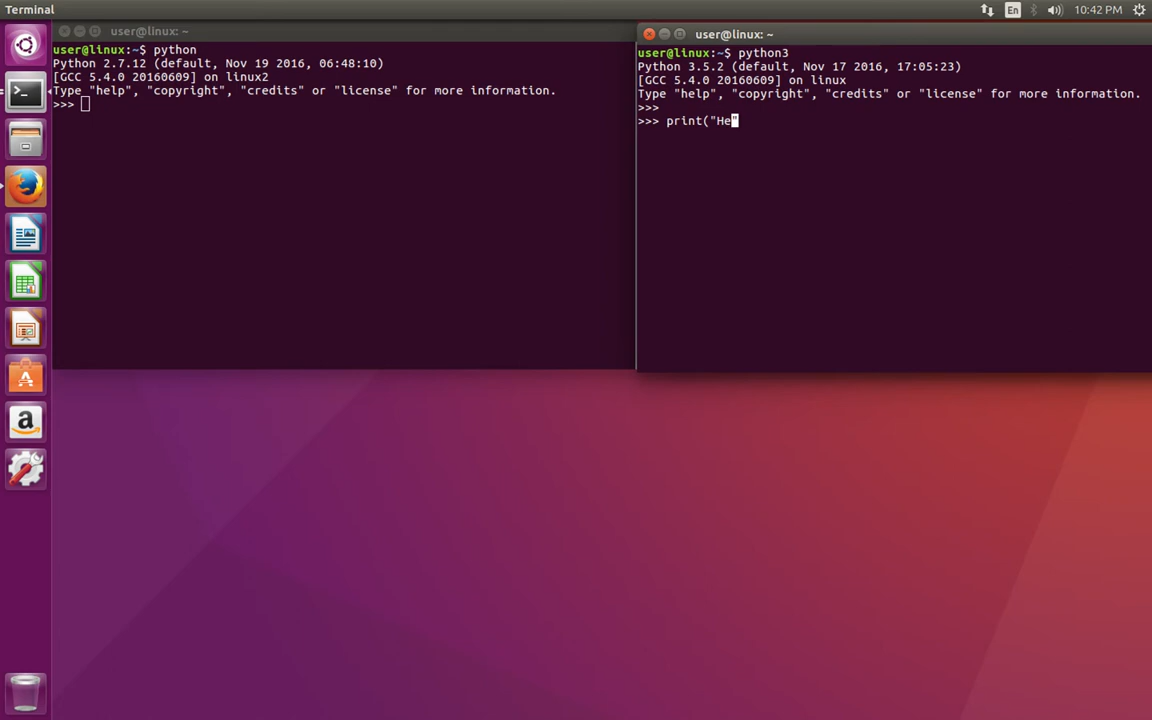 Terminal
En
10:42 PM
user@linux: ~
user@linux:~$ python
Python 2.7.12 (default, Nov 19 2016, 06:48:10)
[GCC 5.4.0 20160609] on linux2
Type "help", "copyright", "credits" or "license" for more information.
>>>
user@linux: ~
user@linux:~$ python3
Python 3.5.2 (default, Nov 17 2016, 17:05:23)
[GCC 5.4.0 20160609] on linux
Type "help", "copyright", "credits" or "license" for more information.
>>>
>>> print("He"